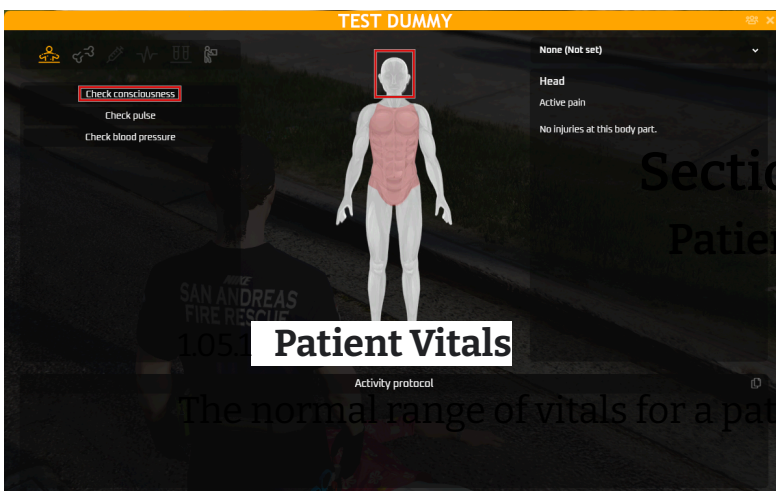 TEST DUMMY
None (Not set)
Check consciousness
Check pulse
Check blood pressure
Head
Active pain
No injuries at this body part.
Sectio
Patien
SAN ANDREAS
FIRE RESCUE
1.05.1 Patient Vitals
Activity protocol
The normal range of vitals for a pat